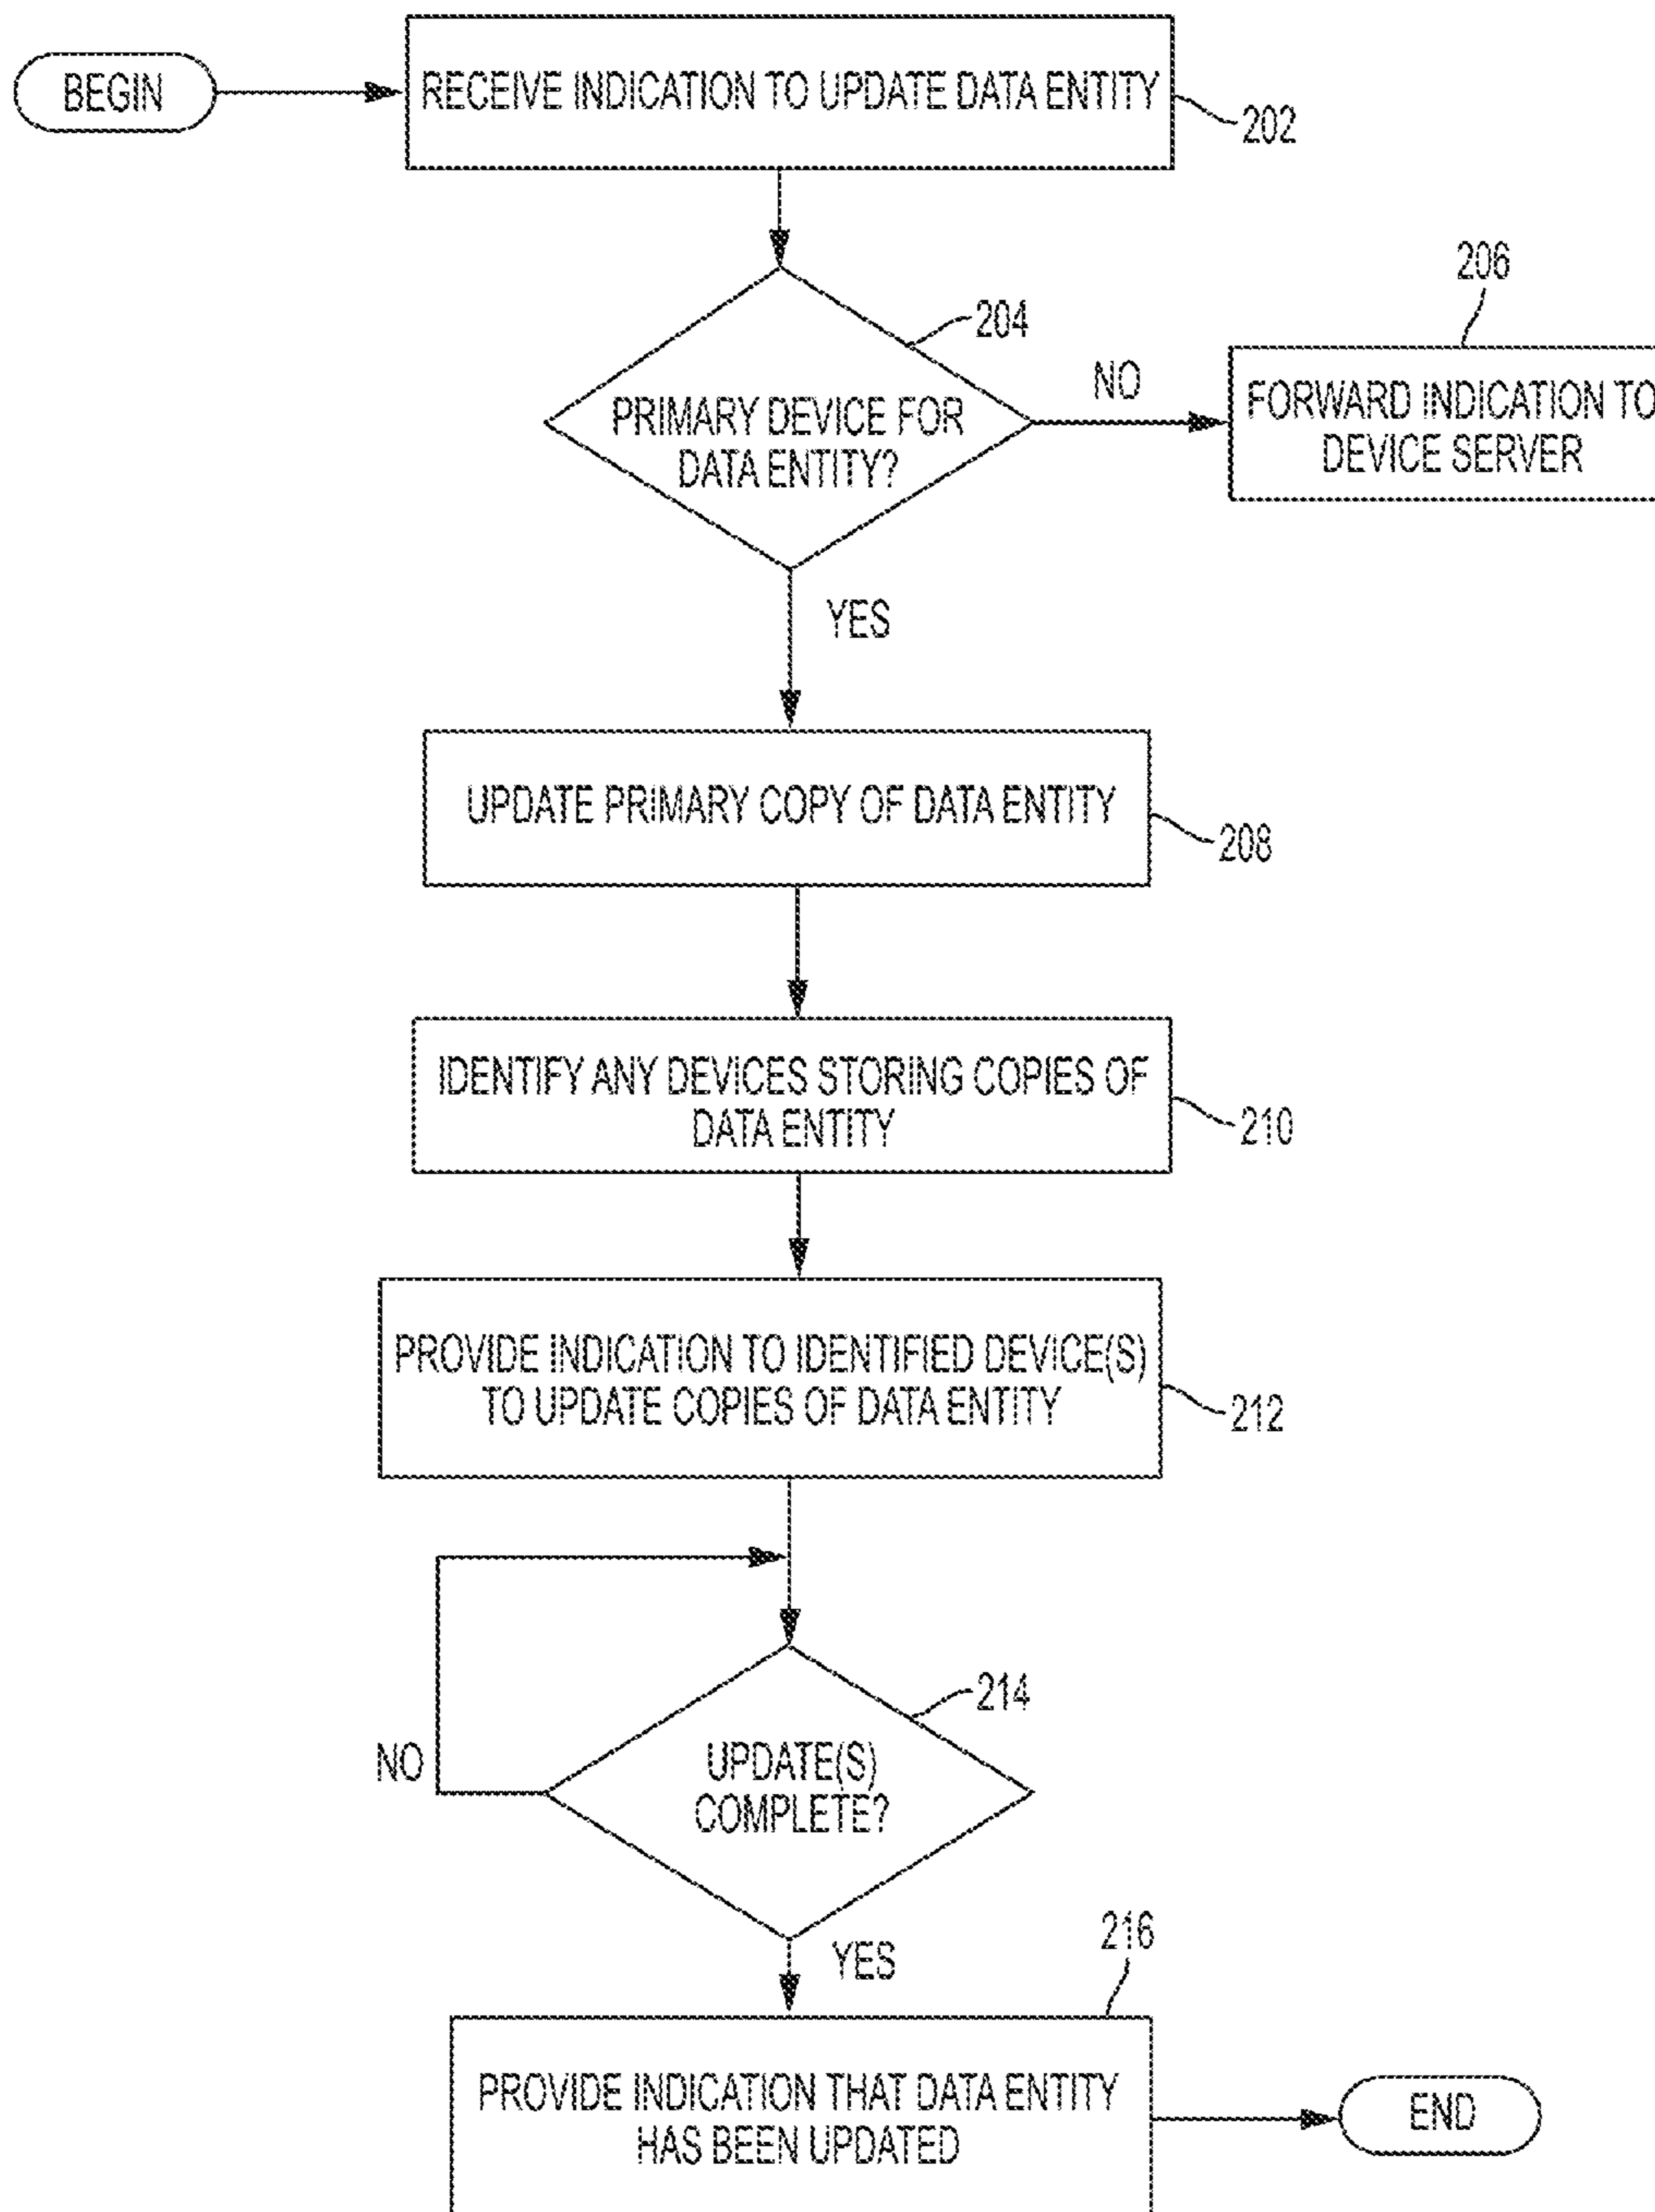 BEGIN
RECEIVE INDICATION TO UPDATE DATA ENTITY
202
204
206
PRIMARY DEVICE FOR
DATA ENTITY?
NO
FORWARD INDICATION TO
DEVICE SERVER
YES
UPDATE PRIMARY COPY OF DATA ENTITY
208
IDENTIFY ANY DEVICES STORING COPIES OF
DATA ENTITY
210
PROVIDE INDICATION TO IDENTIFIED DEVICE(S)
TO UPDATE COPIES OF DATA ENTITY
212
214
NO
UPDATE(S)
COMPLETE?
YES
216
PROVIDE INDICATION THAT DATA ENTITY
HAS BEEN UPDATED
END